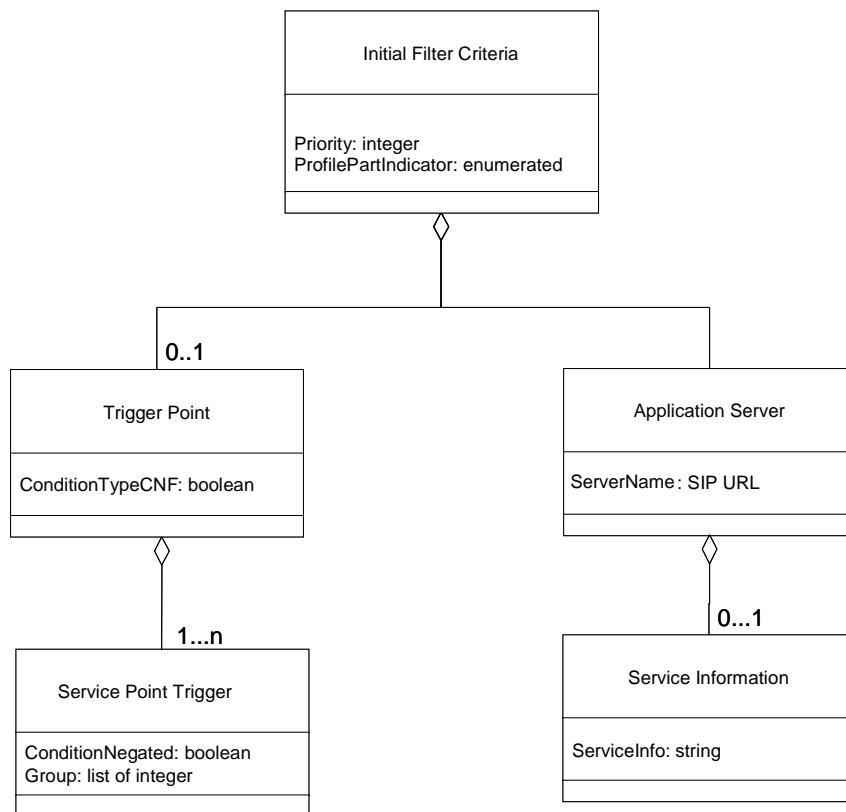 Initial Filter Criteria
Priority: integer
ProfilePartIndicator: enumerated
0..1
Trigger Point
ConditionTypeCNF: boolean
Application Server
ServerName: SIP URL
1...n
0...1
Service Point Trigger
ConditionNegated: boolean
Group: list of integer
Service Information
ServiceInfo: string